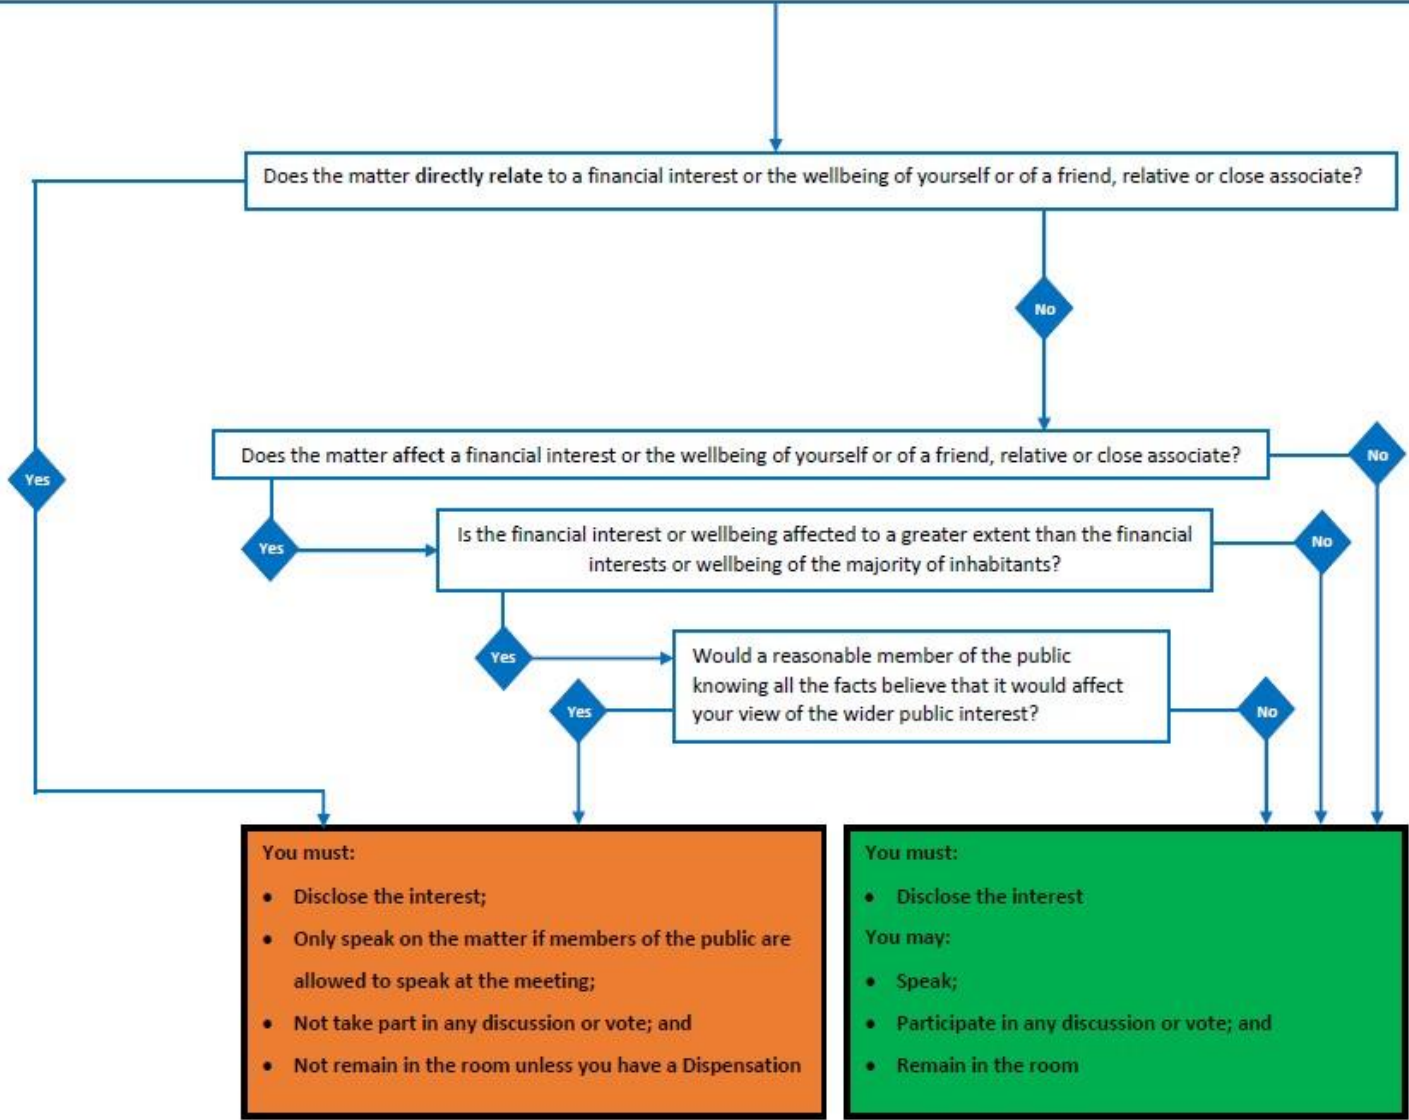 Does the matter directly relate to a financial interest or the wellbeing of yourself or of a friend, relative or close associate?
No
Does the matter affect a financial interest or the wellbeing of yourself or of a friend, relative or close associate?
No
Yes
Yes
Is the financial interest or wellbeing affected to a greater extent than the financial
interests or wellbeing of the majority of inhabitants?
No
Yes
Would a reasonable member of the public
knowing all the facts believe that it would affect
your view of the wider public interest?
Yes
No
You must:
• Disclose the interest;
• Only speak on the matter if members of the public are
allowed to speak at the meeting;
• Not take part in any discussion or vote; and
• Not remain in the room unless you have a Dispensation
You must:
• Disclose the interest
You may:
• Speak;
• Participate in any discussion or vote; and
• Remain in the room